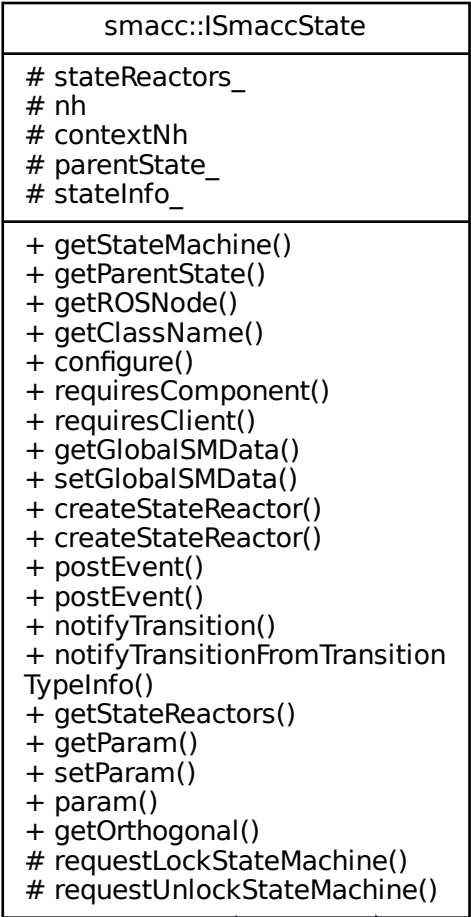 smacc::ISmaccState
# stateReactors_
# nh
# contextNh
# parentState_
# stateInfo_
+ getStateMachine()
+ getParentState()
+ getROSNode()
+ getClassName()
+ configure()
+ requiresComponent()
+ requiresClient()
+ getGlobalSMData()
+ setGlobalSMData()
+ createStateReactor()
+ createStateReactor()
+ postEvent()
+ postEvent()
+ notifyTransition()
+ notifyTransitionFromTransition
TypeInfo()
+ getStateReactors()
+ getParam()
+ setParam()
+ param()
+ getOrthogonal()
# requestLockStateMachine()
# requestUnlockStateMachine()